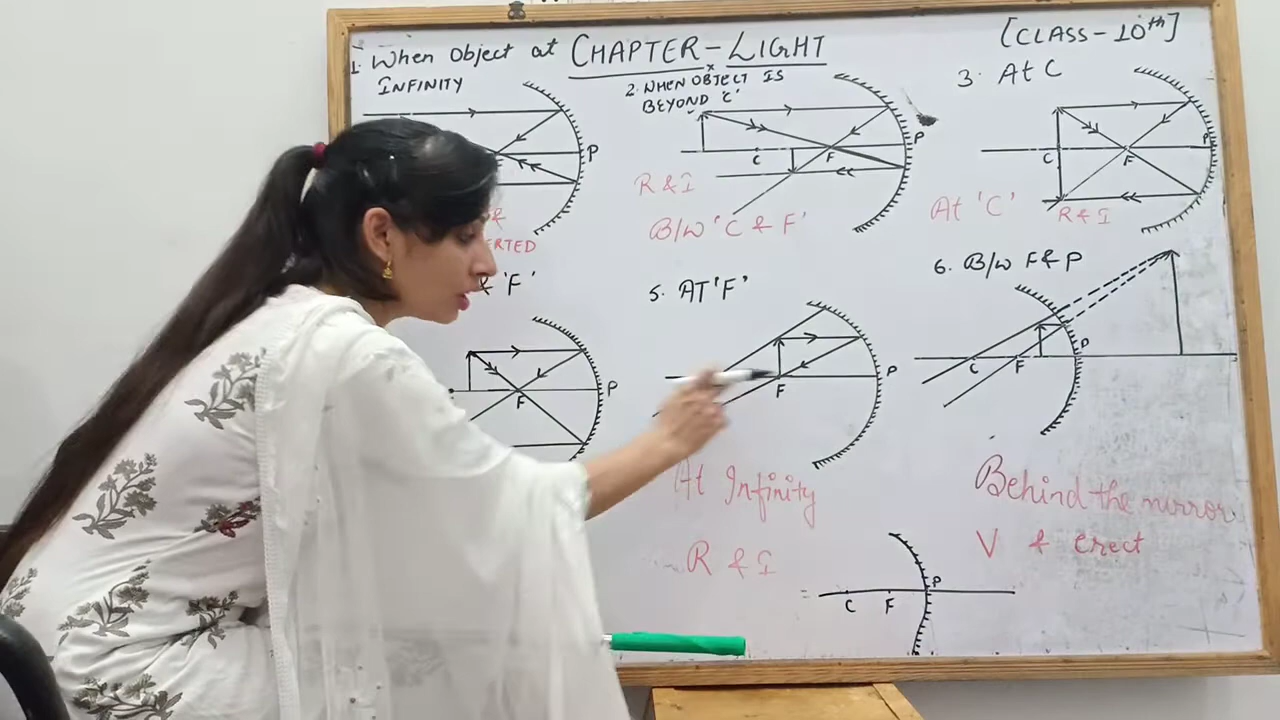 CHAPTER-LIGHT
[CLASS-10th]
1. When Object at
INFINITY
F
P
&
ERTED
2. WHEN OBJECT IS
BEYOND 'C'
C
F
P
R & I
B/W 'C & F'
3. At C
C
F
P
At 'C'
R & I
& 'F'
F
P
5. AT 'F'
F
P
At Infinity
R & I
6. B/w F & P
C
F
P
Behind the mirror
V & Erect
C
F
P